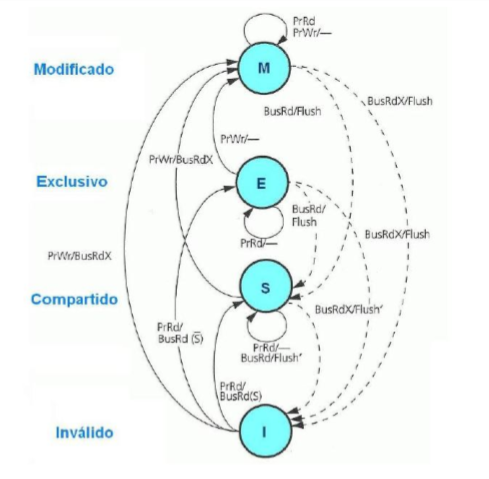 PrRd
PrWr/—
Modificado
M
BusRd/Flush
BusRdX/Flush
PrWr/—
PrWr/BusRdX
Exclusivo
E
BusRd/
Flush
BusRdX/Flush
PrRd/—
PrWr/BusRdX
S
Compartido
BusRdX/Flush'
PrRd/
BusRd (S̅)
PrRd/—
BusRd/Flush'
PrRd/
BusRd(S)
Inválido
I